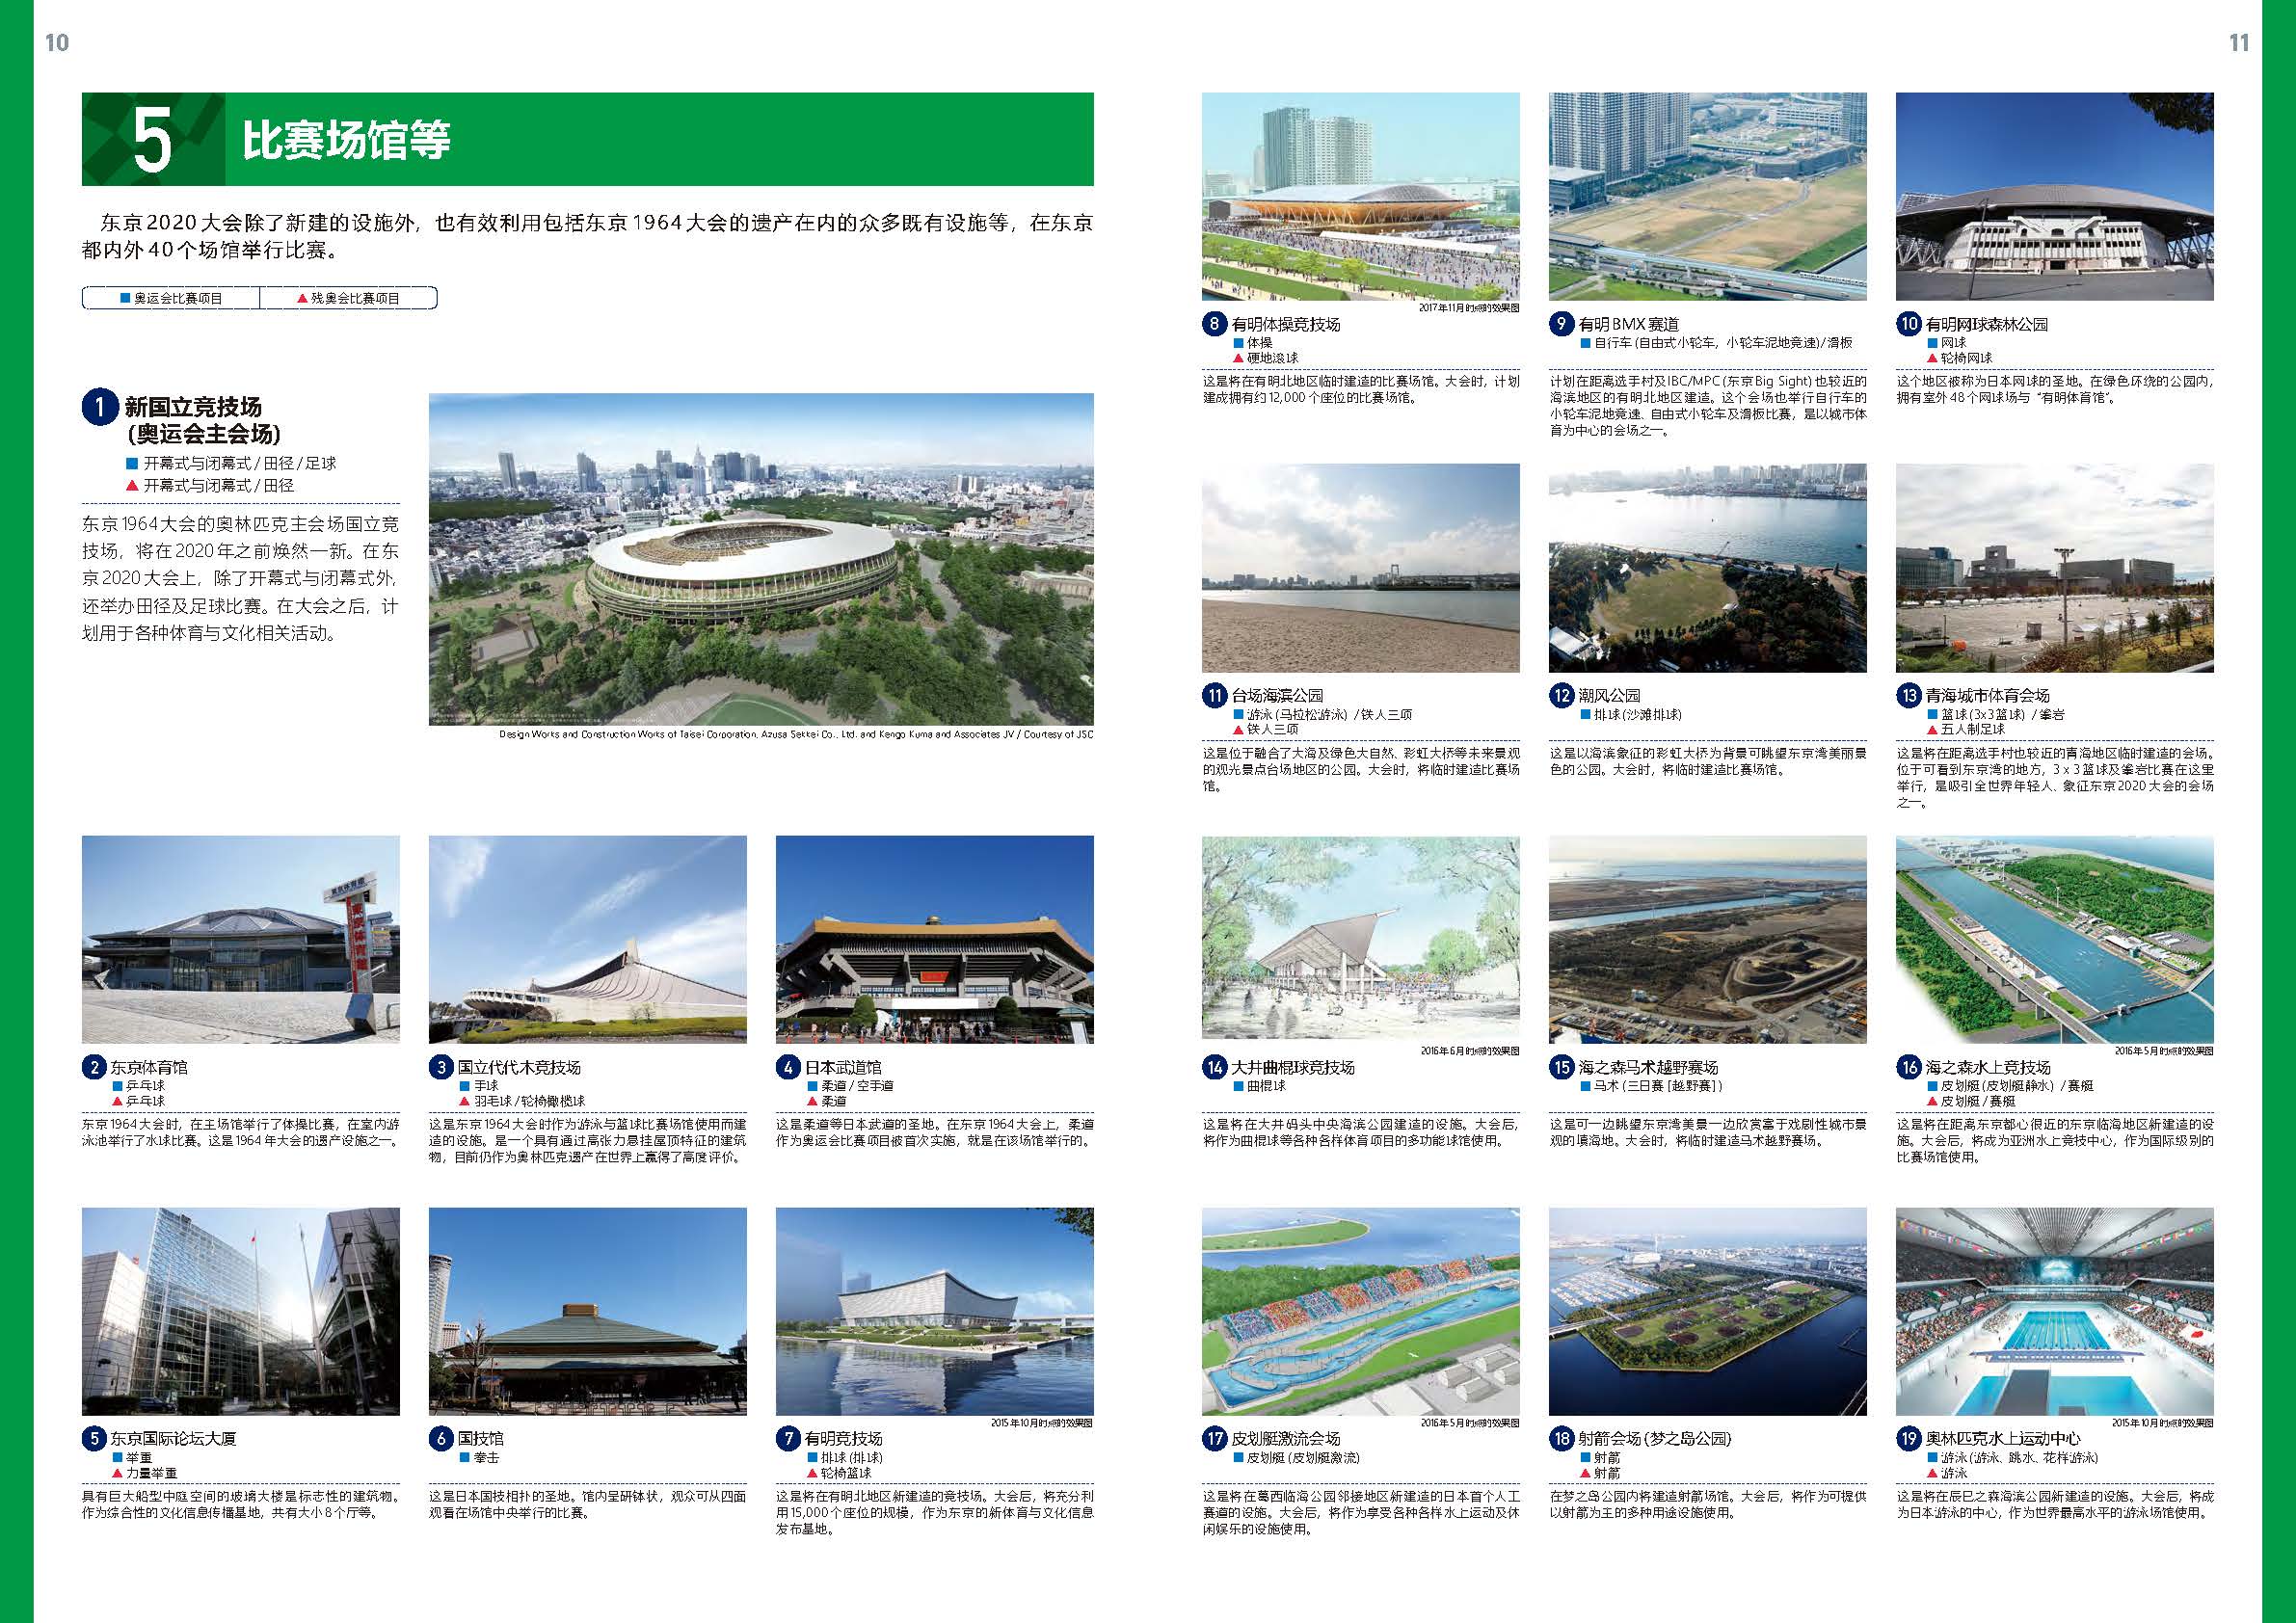 10
11
5 比赛场馆等
东京2020大会除了新建的设施外，也有效利用包括东京1964大会的遗产在内的众多既有设施等，在东京
都内外40个场馆举行比赛。
■ 奥运会比赛项目 ▲ 残奥会比赛项目
1 新国立竞技场
(奥运会主会场)
■ 开幕式与闭幕式/田径/足球
▲ 开幕式与闭幕式/田径
东京1964大会的奥林匹克主会场国立竞
技场，将在2020年之前焕然一新。在东
京2020大会上，除了开幕式与闭幕式外，
还举办田径及足球比赛。在大会之后，计
划用于各种体育与文化相关活动。
Design Works and Construction Works of Taisei Corporation, Azusa Sekkei Co., Ltd. and Kengo Kuma and Associates JV / Courtesy of JSC
2 东京体育馆
■ 乒乓球
▲ 乒乓球
东京1964大会时，在主场馆举行了体操比赛，在室内游
泳池举行了水球比赛。这是1964年大会的遗产设施之一。
3 国立代代木竞技场
■ 手球
▲ 羽毛球/轮椅橄榄球
这是东京1964大会时作为游泳与篮球比赛场馆使用而建
造的设施。是一个具有通过高张力悬挂屋顶特征的建筑
物，目前仍作为奥林匹克遗产在世界上赢得了高度评价。
4 日本武道馆
■ 柔道/空手道
▲ 柔道
这是柔道等日本武道的圣地。在东京1964大会上，柔道
作为奥运会比赛项目被首次实施，就是在该场馆举行的。
5 东京国际论坛大厦
■ 举重
▲ 力量举重
具有巨大船型中庭空间的玻璃大楼是标志性的建筑物。
作为综合性的文化信息传播基地，共有大小8个厅等。
6 国技馆
■ 拳击
这是日本国技相扑的圣地。馆内呈研钵状，观众可从四面
观看在场馆中央举行的比赛。
2015年10月时点的效果图
7 有明竞技场
■ 排球(排球)
▲ 轮椅篮球
这是将在有明北地区新建造的竞技场。大会后，将充分利
用15,000个座位的规模，作为东京的新体育与文化信息
发布基地。
2017年11月时点的效果图
8 有明体操竞技场
■ 体操
▲ 硬地滚球
这是将在有明北地区临时建造的比赛场馆。大会时，计划
建成拥有约12,000个座位的比赛场馆。
9 有明BMX赛道
■ 自行车(自由式小轮车，小轮车泥地竞速)/滑板
计划在距离选手村及IBC/MPC(东京Big Sight)也较近的
海滨地区的有明北地区建造。这个会场也举行自行车的
小轮车泥地竞速、自由式小轮车及滑板比赛，是以城市体
育为中心的会场之一。
10 有明网球森林公园
■ 网球
▲ 轮椅网球
这个地区被称为日本网球的圣地。在绿色环绕的公园内，
拥有室外48个网球场与“有明体育馆”。
11 台场海滨公园
■ 游泳(马拉松游泳) /铁人三项
▲ 铁人三项
这是位于融合了大海及绿色大自然、彩虹大桥等未来景观
的观光景点台场地区的公园。大会时，将临时建造比赛场
馆。
12 潮风公园
■ 排球(沙滩排球)
这是以海滨象征的彩虹大桥为背景可眺望东京湾美丽景
色的公园。大会时，将临时建造比赛场馆。
13 青海城市体育会场
■ 篮球(3x3篮球) /攀岩
▲ 五人制足球
这是将在距离选手村也较近的青海地区临时建造的会场。
位于可看到东京湾的地方，3 x 3篮球及攀岩比赛在这里
举行，是吸引全世界年轻人、象征东京2020大会的会场
之一。
2016年6月时点的效果图
14 大井曲棍球竞技场
■ 曲棍球
这是将在大井码头中央海滨公园建造的设施。大会后，
将作为曲棍球等各种各样体育项目的多功能球馆使用。
15 海之森马术越野赛场
■ 马术(三日赛[越野赛])
这是可一边眺望东京湾美景一边欣赏富于戏剧性城市景
观的填海地。大会时，将临时建造马术越野赛场。
2016年5月时点的效果图
16 海之森水上竞技场
■ 皮划艇(皮划艇静水) /赛艇
▲ 皮划艇/赛艇
这是将在距离东京都心很近的东京临海地区新建造的设
施。大会后，将成为亚洲水上竞技中心，作为国际级别的
比赛场馆使用。
2016年5月时点的效果图
17 皮划艇激流会场
■ 皮划艇(皮划艇激流)
这是将在葛西临海公园邻接地区新建造的日本首个人工
赛道的设施。大会后，将作为享受各种各样水上运动及休
闲娱乐的设施使用。
18 射箭会场(梦之岛公园)
■ 射箭
▲ 射箭
在梦之岛公园内将建造射箭场馆。大会后，将作为可提供
以射箭为主的多种用途设施使用。
2015年10月时点的效果图
19 奥林匹克水上运动中心
■ 游泳(游泳、跳水、花样游泳)
▲ 游泳
这是将在辰巳之森海滨公园新建造的设施。大会后，将成
为日本游泳的中心，作为世界最高水平的游泳场馆使用。